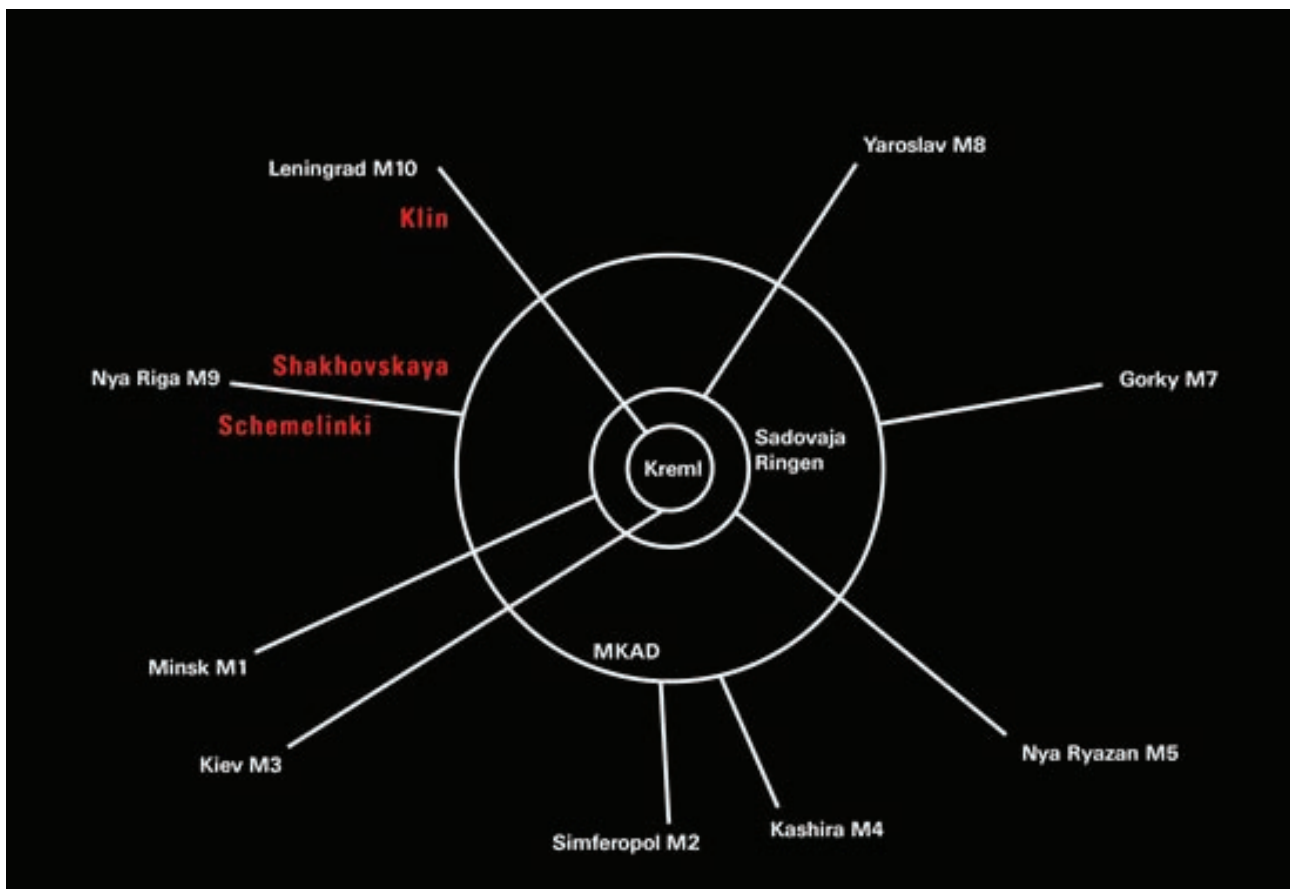 Yaroslav M8
Leningrad M10
Klin
Shakhovskaya
Nya Riga M9
Gorky M7
Schemelinki
Sadovaja
Ringen
Kreml
MKAD
Minsk M1
Kiev M3
Nya Ryazan M5
Kashira M4
Simferopol M2